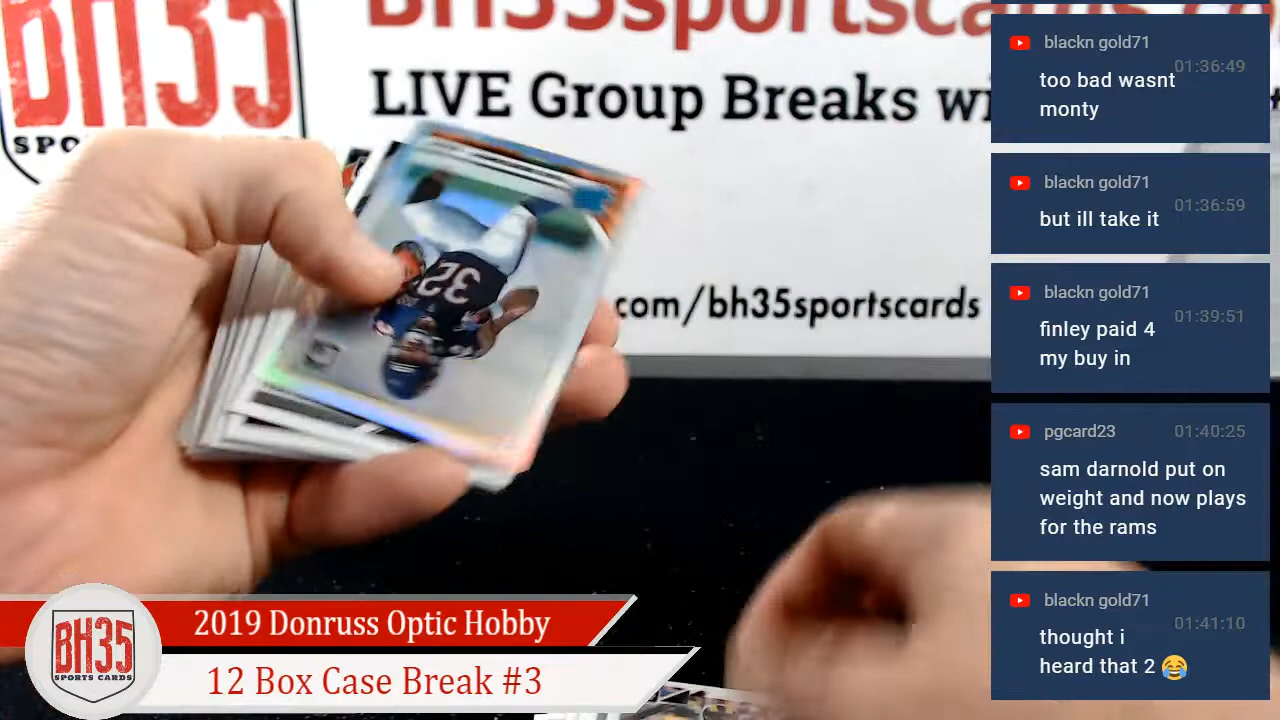 BH35
BH35sportscards.co
LIVE Group Breaks wi
.com/bh35sportscards
32
2019 Donruss Optic Hobby
12 Box Case Break #3
BH35
SPORTS CARDS
blackn gold71
01:36:49
too bad wasnt
monty
blackn gold71
01:36:59
but ill take it
blackn gold71
01:39:51
finley paid 4
my buy in
pgcard23
01:40:25
sam darnold put on
weight and now plays
for the rams
blackn gold71
01:41:10
thought i
heard that 2 😂